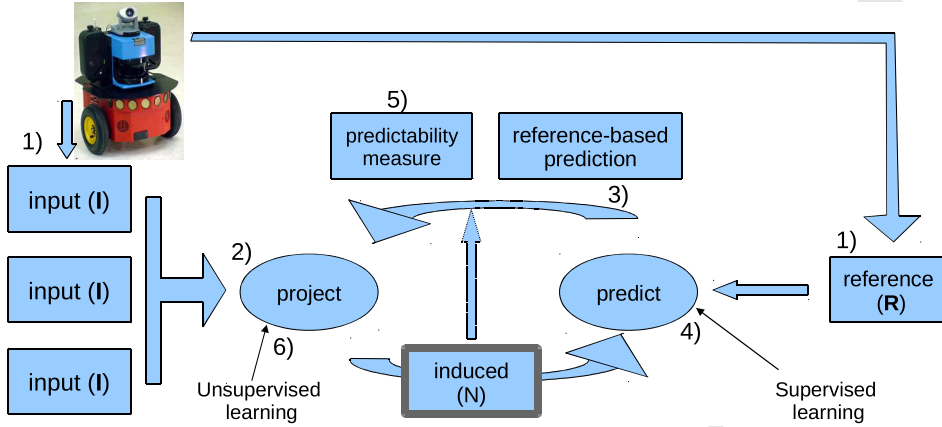 5)
1)
predictability
measure
reference-based
prediction
input (I)
3)
2)
1)
input (I)
project
predict
reference
(R)
6)
4)
input (I)
induced
(N)
Unsupervised
learning
Supervised
learning